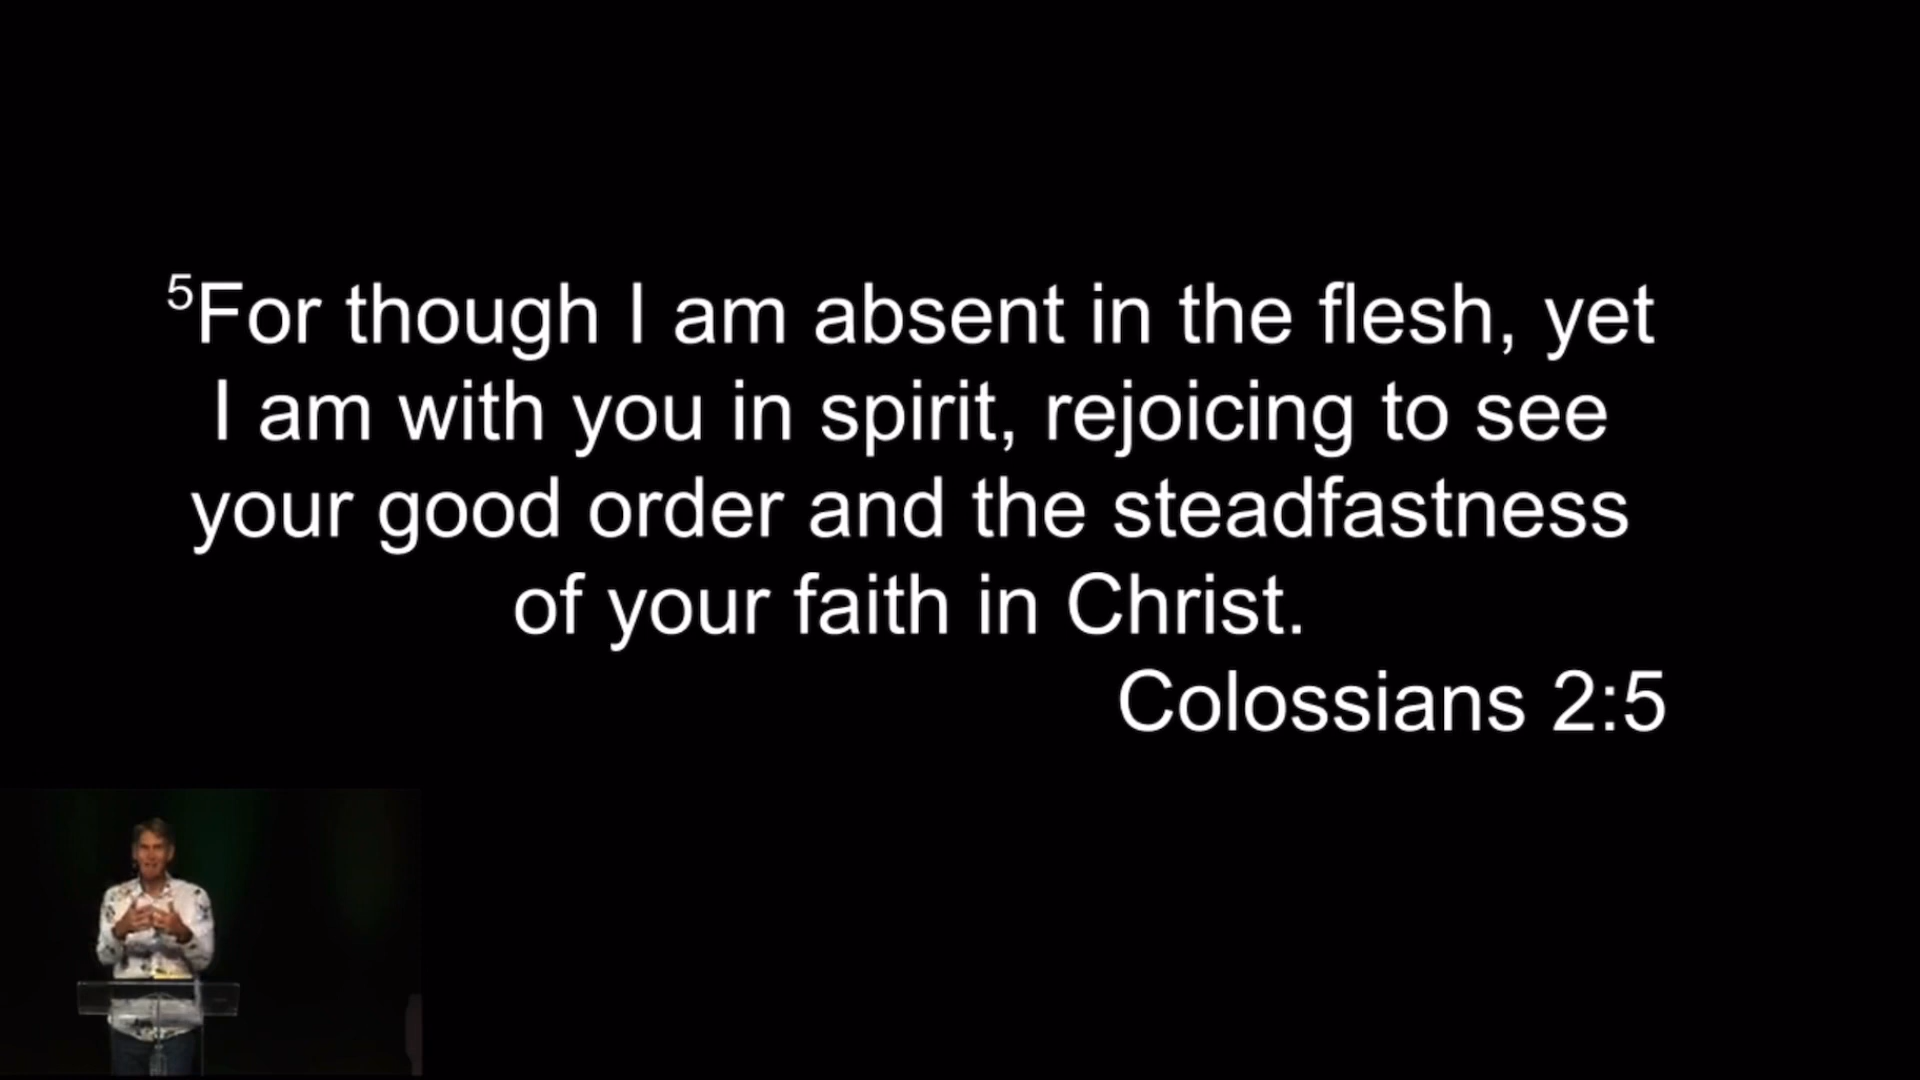 ⁵For though I am absent in the flesh, yet
I am with you in spirit, rejoicing to see
your good order and the steadfastness
of your faith in Christ.
Colossians 2:5